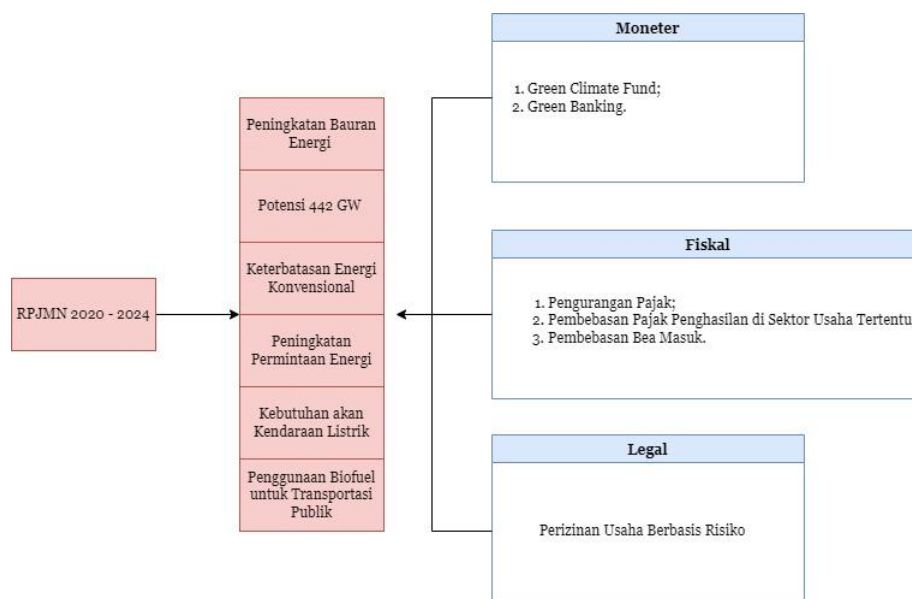 RPJMN 2020 - 2024
Peningkatan Bauran
Energi
Potensi 442 GW
Keterbatasan Energi
Konvensional
Peningkatan
Permintaan Energi
Kebutuhan akan
Kendaraan Listrik
Penggunaan Biofuel
untuk Transportasi
Publik
Moneter
1. Green Climate Fund;
2. Green Banking.
Fiskal
1. Pengurangan Pajak;
2. Pembebasan Pajak Penghasilan di Sektor Usaha Tertentu
3. Pembebasan Bea Masuk.
Legal
Perizinan Usaha Berbasis Risiko